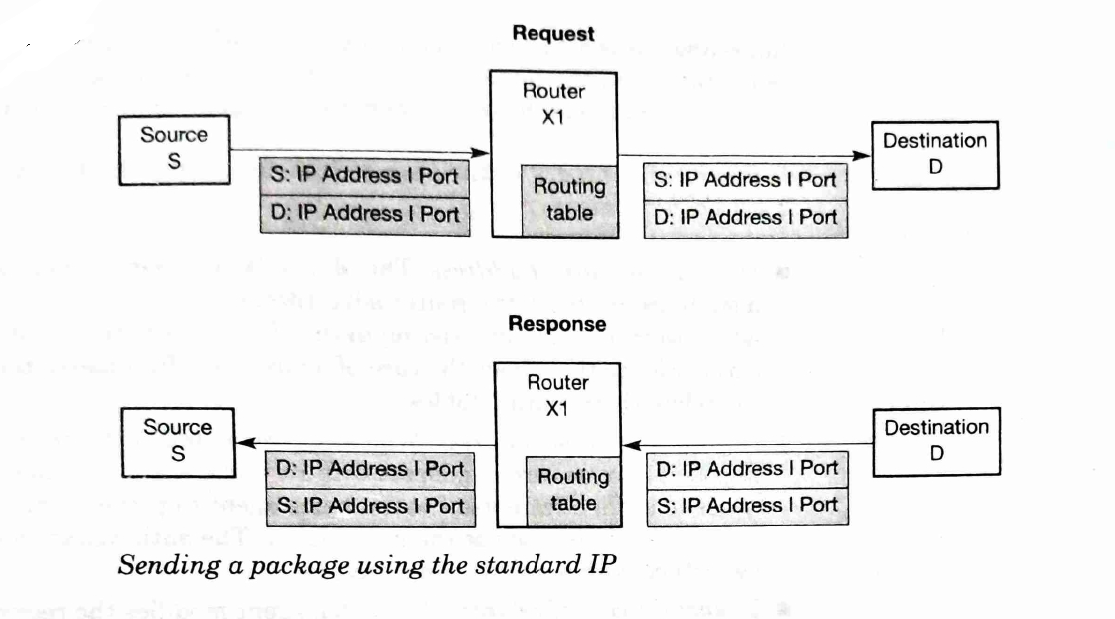 Request
Router
X1
Source
S
Destination
D
S: IP Address I Port
D: IP Address I Port
Routing
table
S: IP Address I Port
D: IP Address I Port
Response
Router
X1
Source
S
Destination
D
D: IP Address I Port
S: IP Address I Port
Routing
table
D: IP Address I Port
S: IP Address I Port
Sending a package using the standard IP